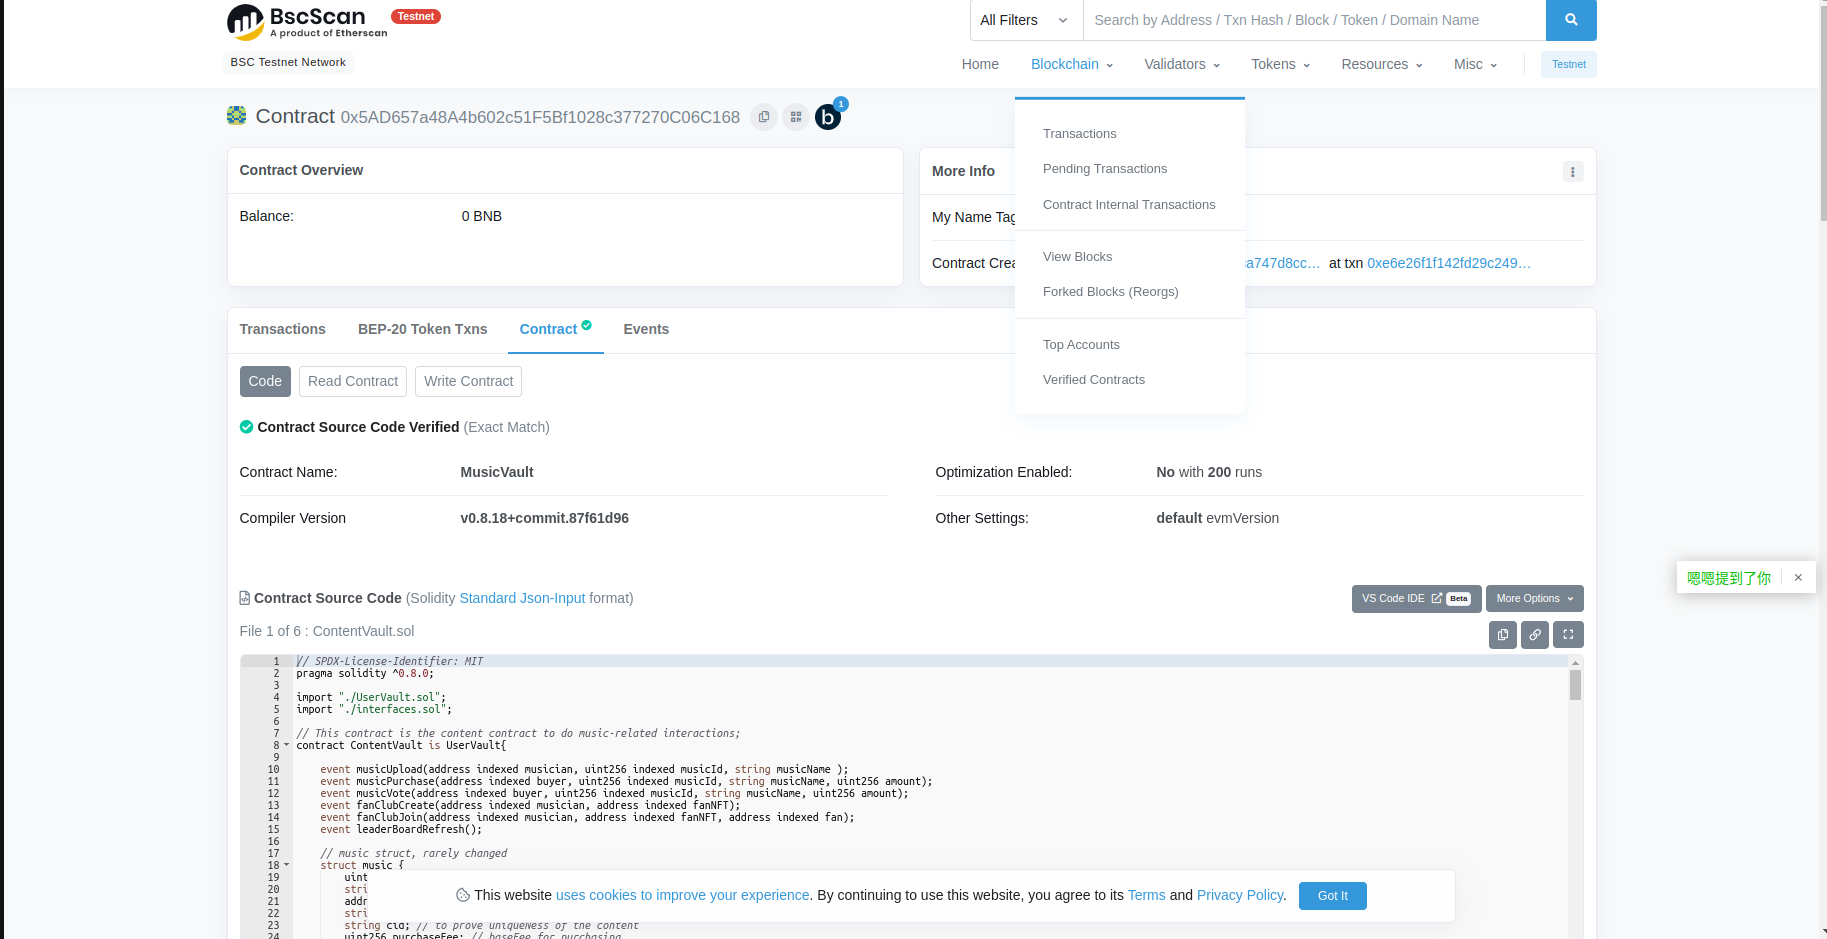 BscScan
A product of Etherscan
Testnet
BSC Testnet Network
All Filters
Search by Address / Txn Hash / Block / Token / Domain Name
Home Blockchain Validators Tokens Resources Misc Testnet
Contract 0x5AD657a48A4b602c51F5Bf1028c377270C06C168
b 1
Contract Overview
Balance: 0 BNB
More Info
My Name Tag
Contract Crea
a747d8cc... at txn 0xe6e26f1f142fd29c249...
Transactions
Pending Transactions
Contract Internal Transactions
View Blocks
Forked Blocks (Reorgs)
Top Accounts
Verified Contracts
Transactions BEP-20 Token Txns Contract Events
Code Read Contract Write Contract
Contract Source Code Verified (Exact Match)
Contract Name: MusicVault
Optimization Enabled: No with 200 runs
Compiler Version v0.8.18+commit.87f61d96
Other Settings: default evmVersion
嗯嗯提到了你 ×
Contract Source Code (Solidity Standard Json-Input format)
VS Code IDE Beta More Options
File 1 of 6 : ContentVault.sol
1 // SPDX-License-Identifier: MIT
2 pragma solidity ^0.8.0;
3
4 import "./UserVault.sol";
5 import "./interfaces.sol";
6
7 // This contract is the content contract to do music-related interactions;
8 contract ContentVault is UserVault{
9
10 event musicUpload(address indexed musician, uint256 indexed musicId, string musicName );
11 event musicPurchase(address indexed buyer, uint256 indexed musicId, string musicName, uint256 amount);
12 event musicVote(address indexed buyer, uint256 indexed musicId, string musicName, uint256 amount);
13 event fanClubCreate(address indexed musician, address indexed fanNFT);
14 event fanClubJoin(address indexed musician, address indexed fanNFT, address indexed fan);
15 event leaderBoardRefresh();
16
17 // music struct, rarely changed
18 struct music {
19 uint
20 stri
21 addr
22 stri
23 string cid; // to prove uniqueness of the content
24 uint256 purchaseFee; // baseFee for purchasing
This website uses cookies to improve your experience. By continuing to use this website, you agree to its Terms and Privacy Policy. Got It